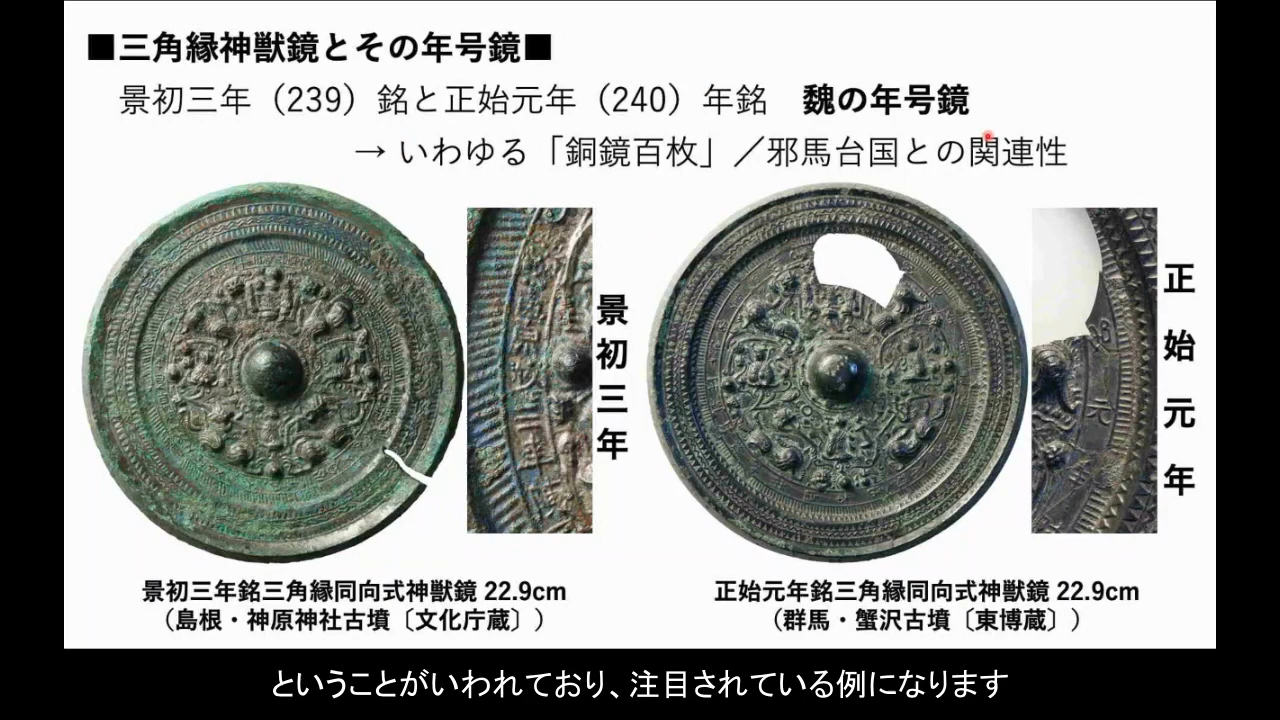 ■三角縁神獣鏡とその年号鏡■
景初三年（239）銘と正始元年（240）年銘　魏の年号鏡
→ いわゆる「銅鏡百枚」／邪馬台国との関連性
景初三年
正始元年
元
景初三年銘三角縁同向式神獣鏡 22.9cm
（島根・神原神社古墳〔文化庁蔵〕）
正始元年銘三角縁同向式神獣鏡 22.9cm
（群馬・蟹沢古墳〔東博蔵〕）
ということがいわれており、注目されている例になります